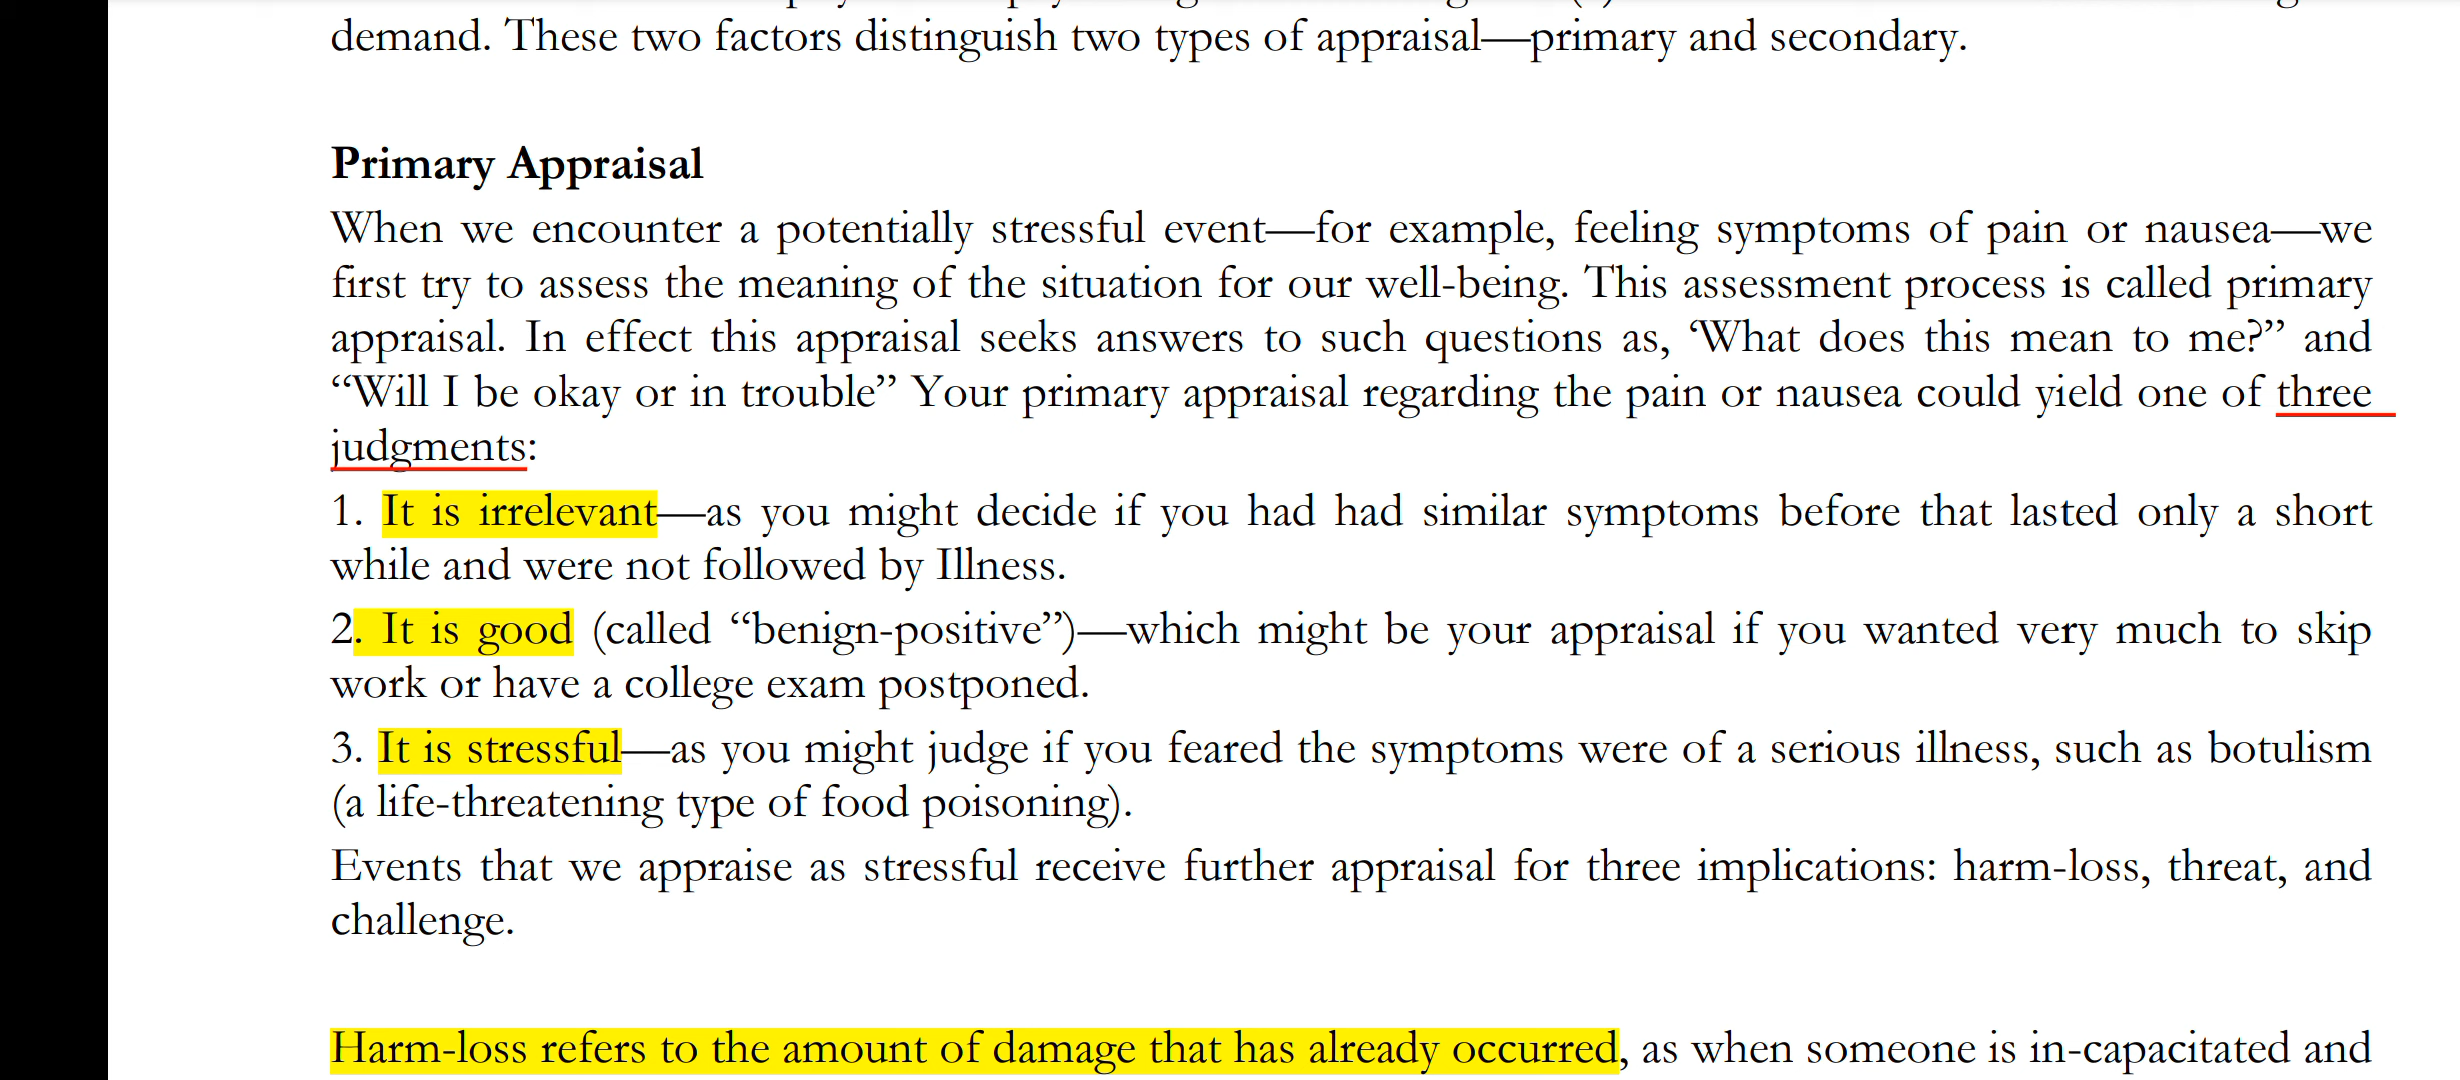 demand. These two factors distinguish two types of appraisal—primary and secondary.
Primary Appraisal
When we encounter a potentially stressful event—for example, feeling symptoms of pain or nausea—we
first try to assess the meaning of the situation for our well-being. This assessment process is called primary
appraisal. In effect this appraisal seeks answers to such questions as, ‘What does this mean to me?” and
“Will I be okay or in trouble” Your primary appraisal regarding the pain or nausea could yield one of three
judgments:
1. It is irrelevant—as you might decide if you had had similar symptoms before that lasted only a short
while and were not followed by Illness.
2. It is good (called “benign-positive”)—which might be your appraisal if you wanted very much to skip
work or have a college exam postponed.
3. It is stressful—as you might judge if you feared the symptoms were of a serious illness, such as botulism
(a life-threatening type of food poisoning).
Events that we appraise as stressful receive further appraisal for three implications: harm-loss, threat, and
challenge.
Harm-loss refers to the amount of damage that has already occurred, as when someone is in-capacitated and